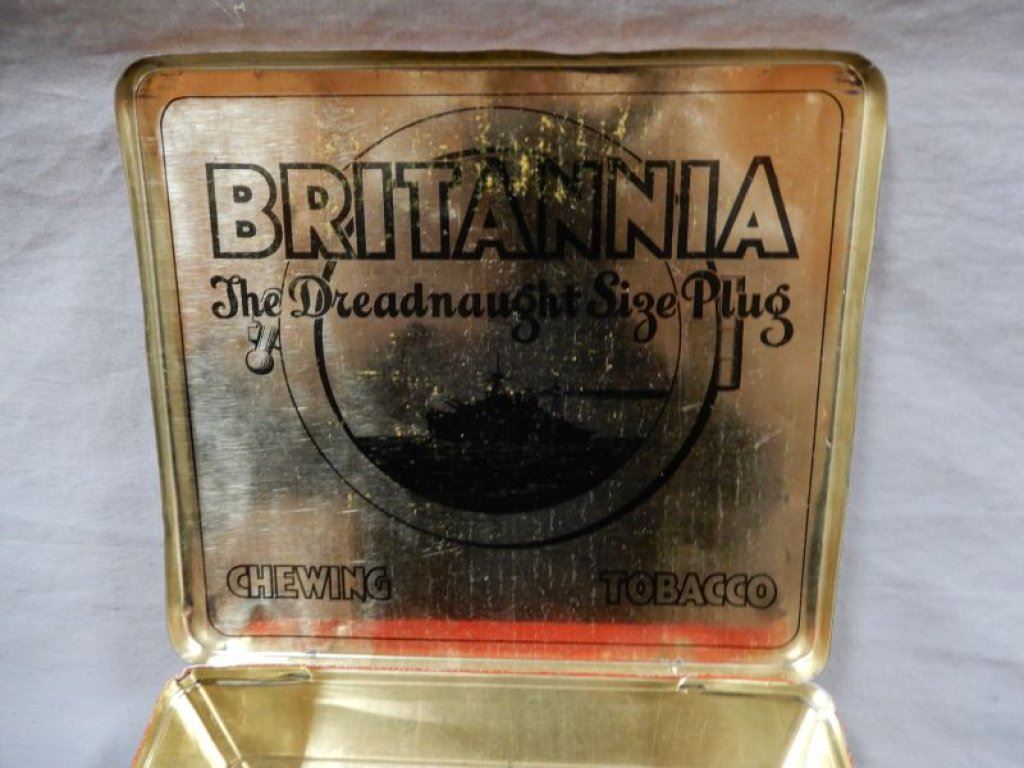 BRITANNIA
The Dreadnaught Size Plug
CHEWING TOBACCO